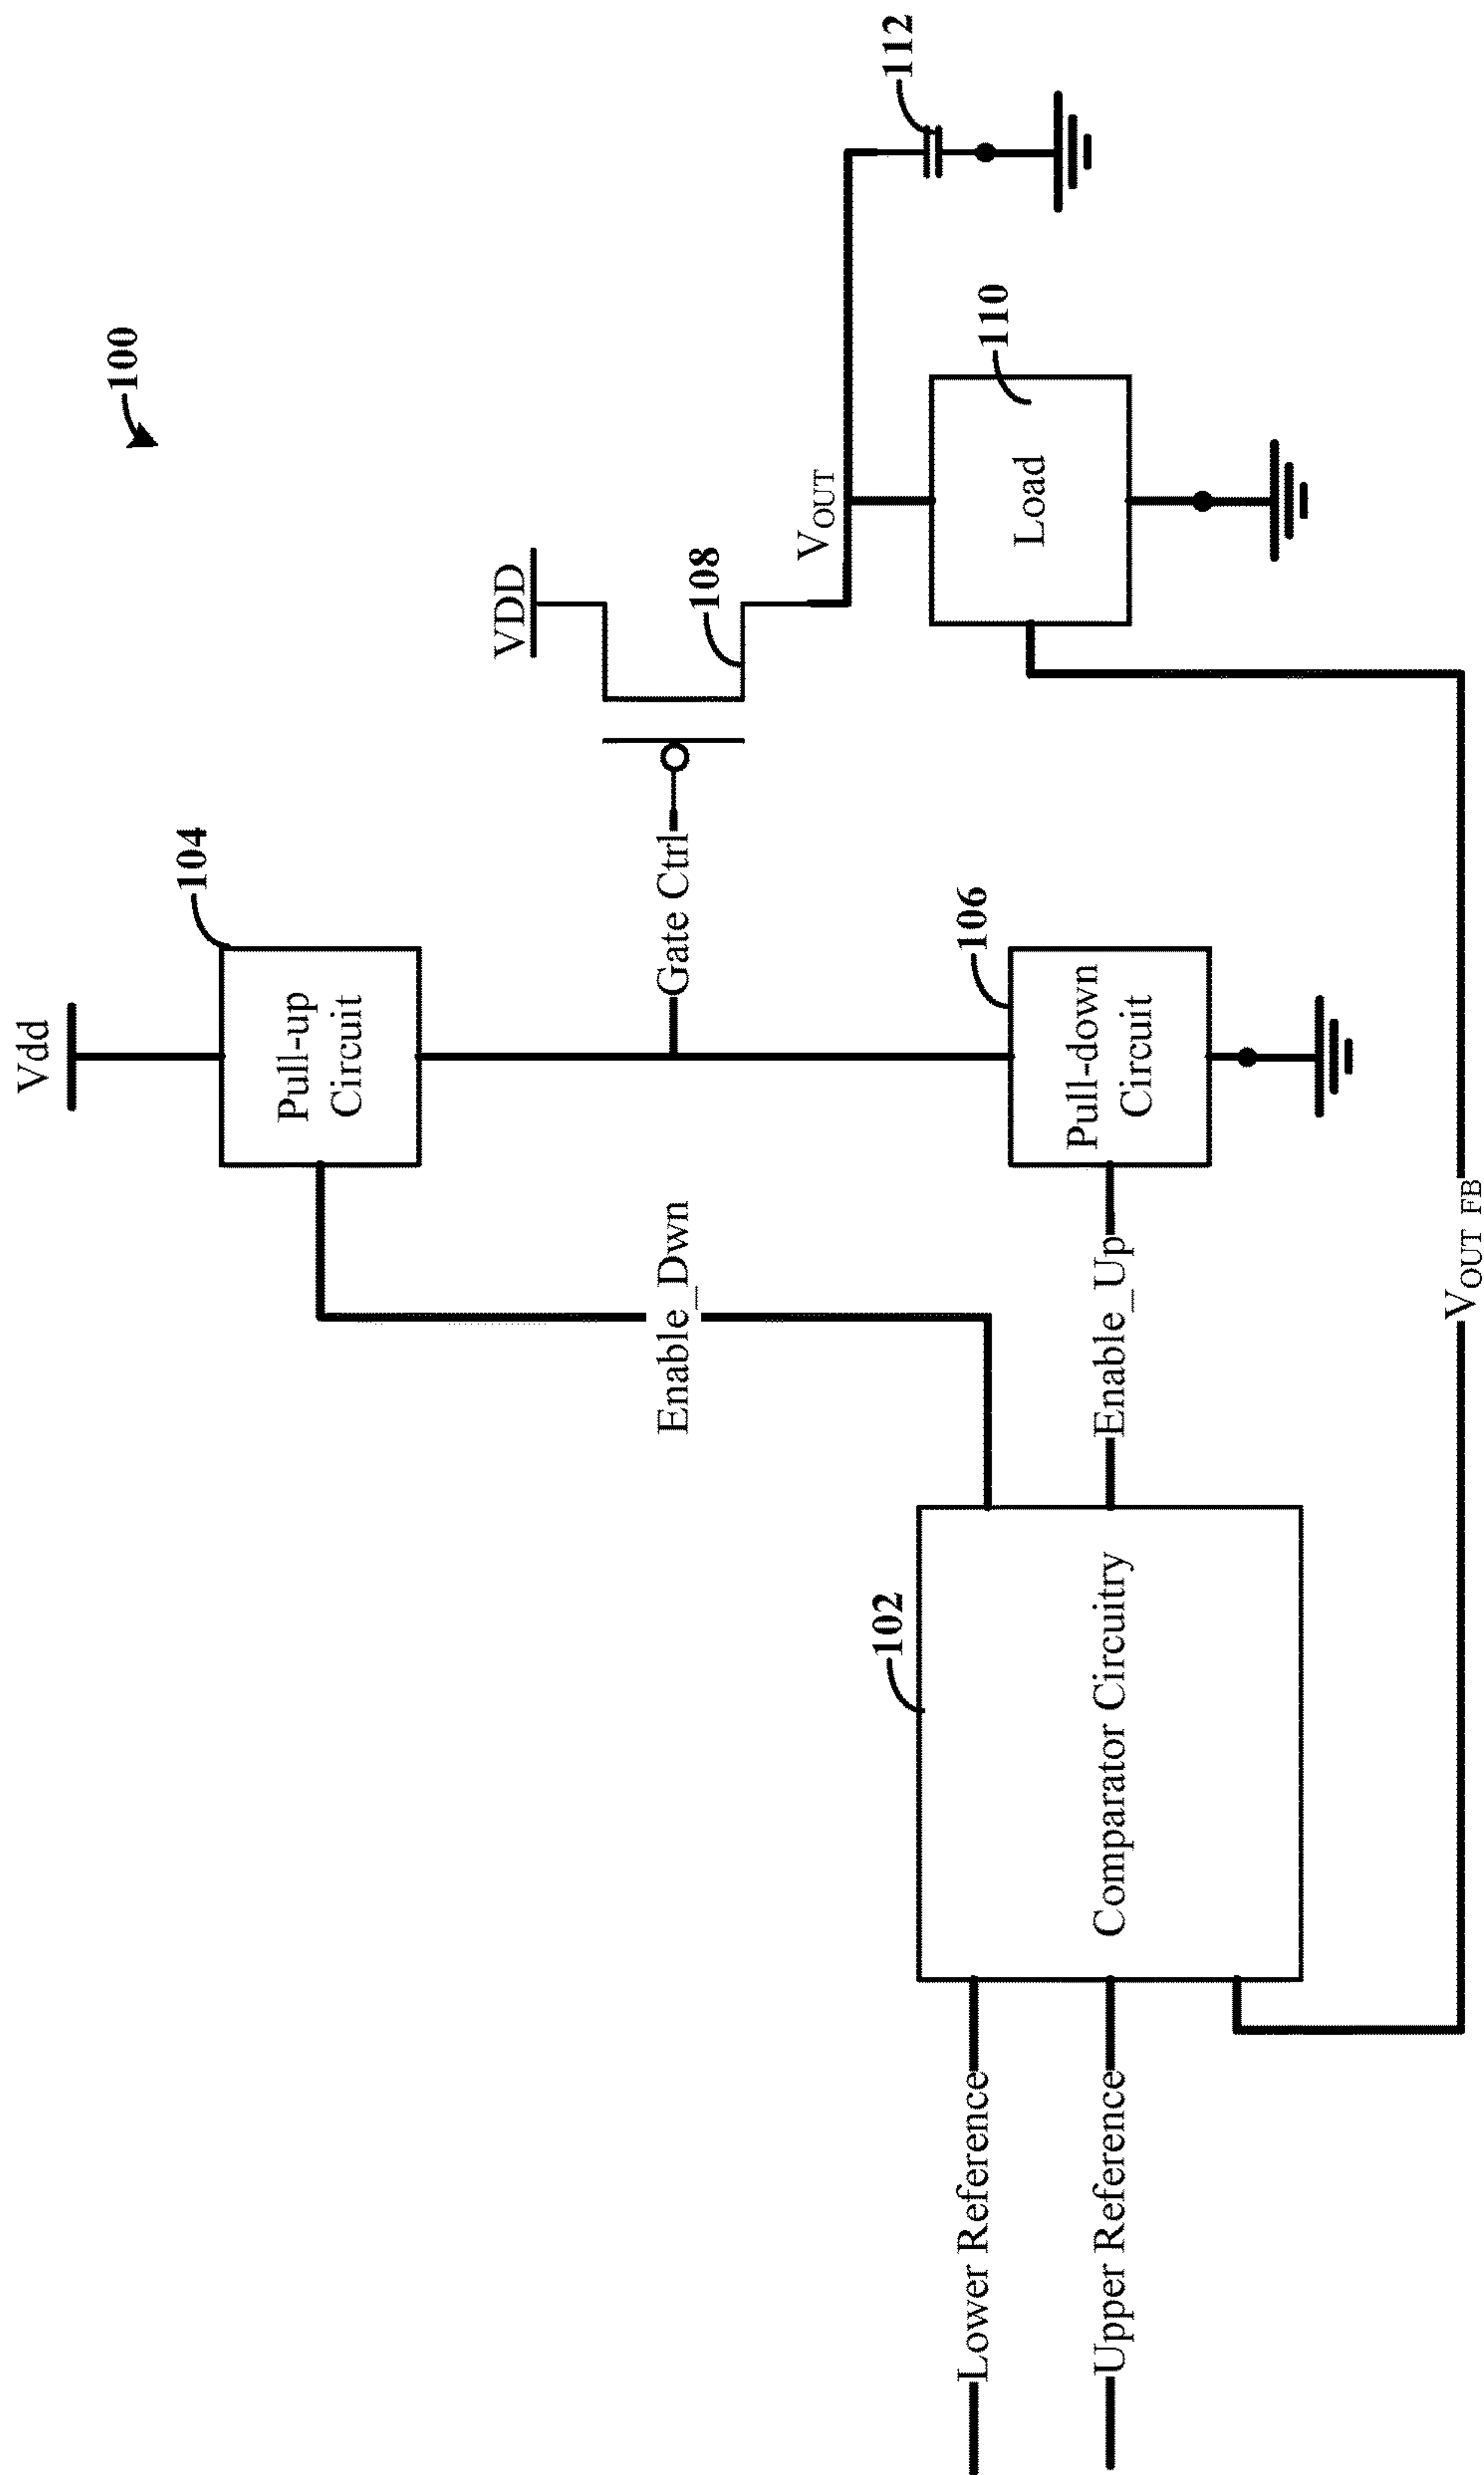 100
Vdd
104
Pull-up
Circuit
VDD
108
Enable_Dwn
Gate Ctrl
VOUT
112
102
106
110
Lower Reference
Upper Reference
Comparator Circuitry
Enable_Up
Pull-down
Circuit
Load
VOUT FB